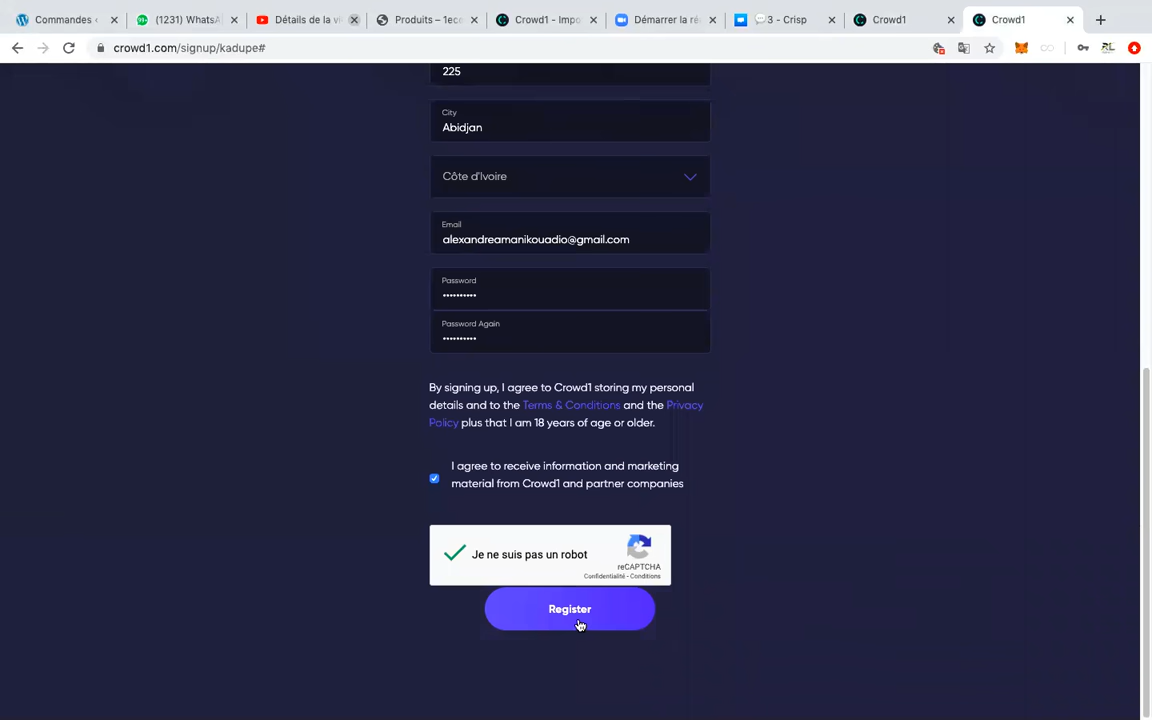 Commandes ‹
(1231) WhatsA
Détails de la vi
Produits – 1ece
Crowd1 - Impo
Démarrer la ré
3 - Crisp
Crowd1
Crowd1
crowd1.com/signup/kadupe#
225
City
Abidjan
Côte d'Ivoire
Email
alexandreamanikouadio@gmail.com
Password
••••••••••
Password Again
••••••••••
By signing up, I agree to Crowd1 storing my personal
details and to the Terms & Conditions and the Privacy
Policy plus that I am 18 years of age or older.
I agree to receive information and marketing
material from Crowd1 and partner companies
Je ne suis pas un robot
reCAPTCHA
Confidentialité - Conditions
Register